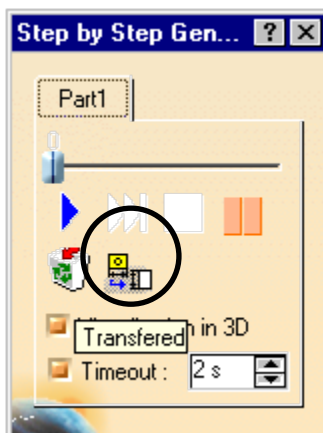 Step by Step Gen... ? X
Part1
0
Transfered
n in 3D
Timeout : 2 s